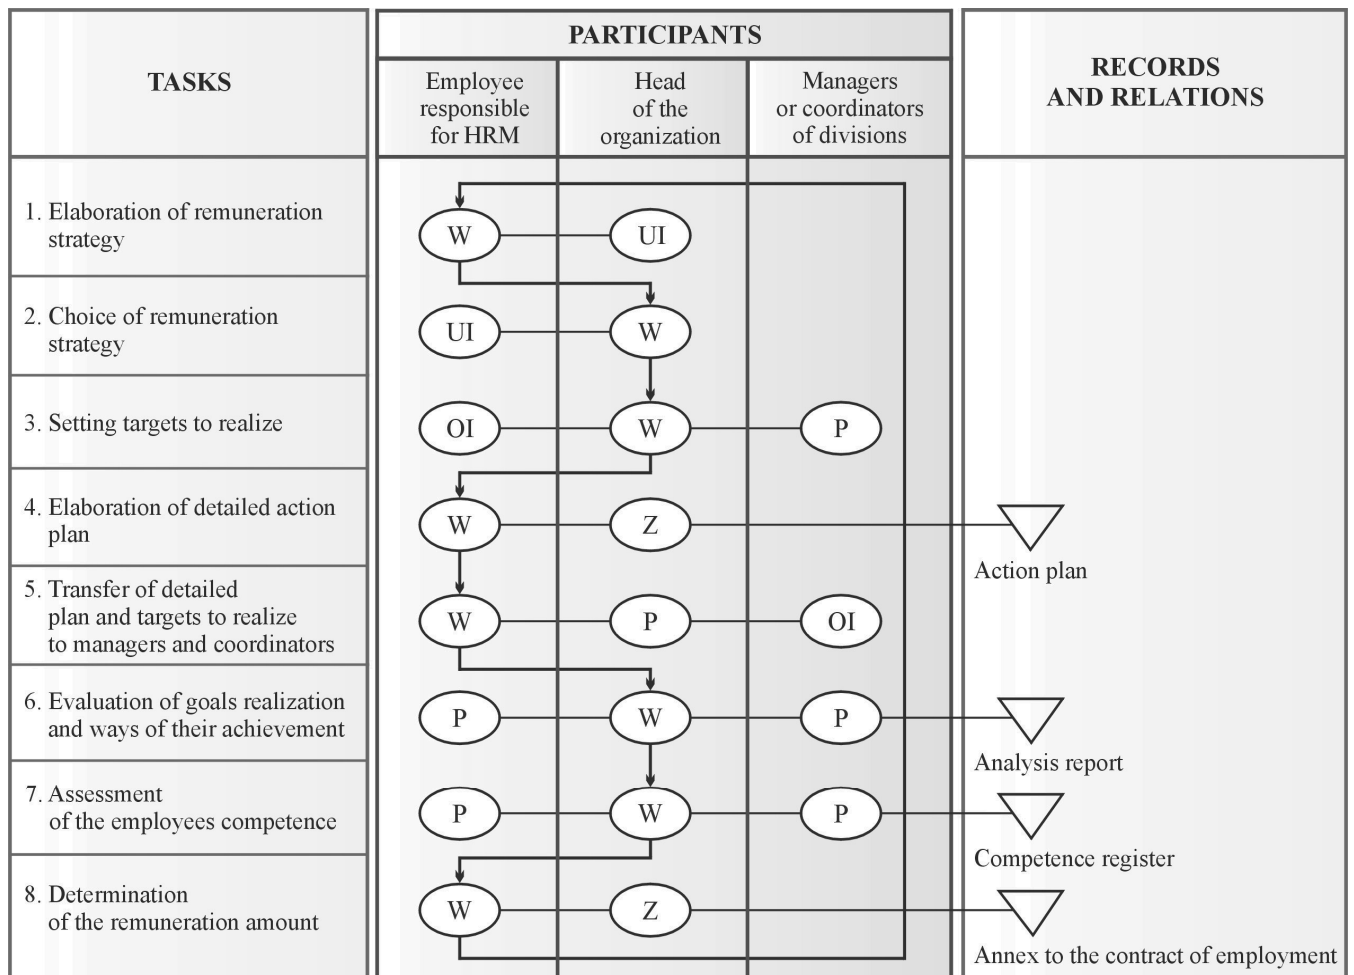 TASKS
PARTICIPANTS
RECORDS
AND RELATIONS
Employee
responsible
for HRM
Head
of the
organization
Managers
or coordinators
of divisions
1. Elaboration of remuneration
strategy
W
UI
2. Choice of remuneration
strategy
UI
W
3. Setting targets to realize
OI
W
P
4. Elaboration of detailed action
plan
W
Z
Action plan
5. Transfer of detailed
plan and targets to realize
to managers and coordinators
W
P
OI
6. Evaluation of goals realization
and ways of their achievement
P
W
P
Analysis report
7. Assessment
of the employees competence
P
W
P
Competence register
8. Determination
of the remuneration amount
W
Z
Annex to the contract of employment